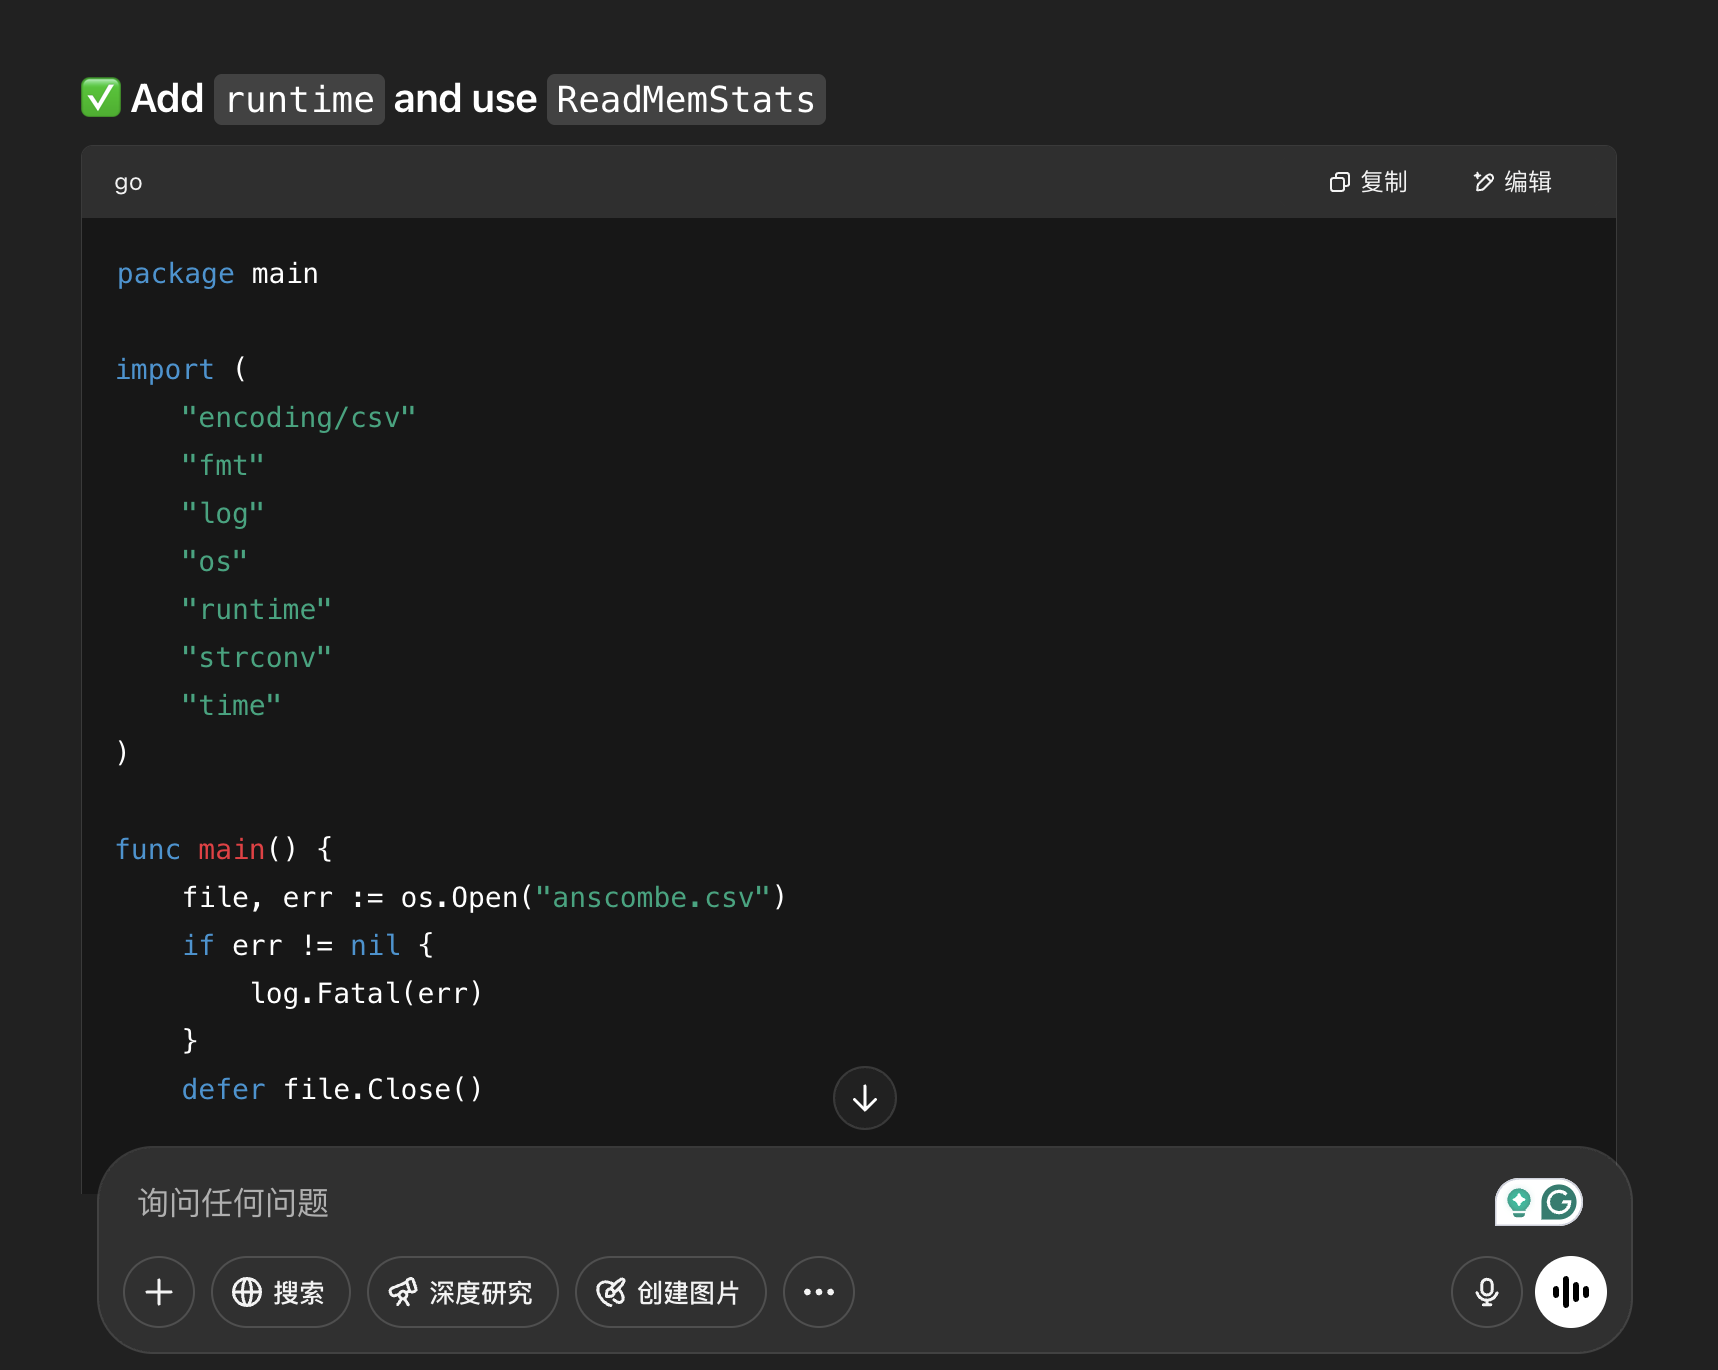 ✅ Add runtime and use ReadMemStats
go 复制 编辑
package main
import (
"encoding/csv"
"fmt"
"log"
"os"
"runtime"
"strconv"
"time"
)
func main() {
file, err := os.Open("anscombe.csv")
if err != nil {
log.Fatal(err)
}
defer file.Close()
询问任何问题
搜索 深度研究 创建图片